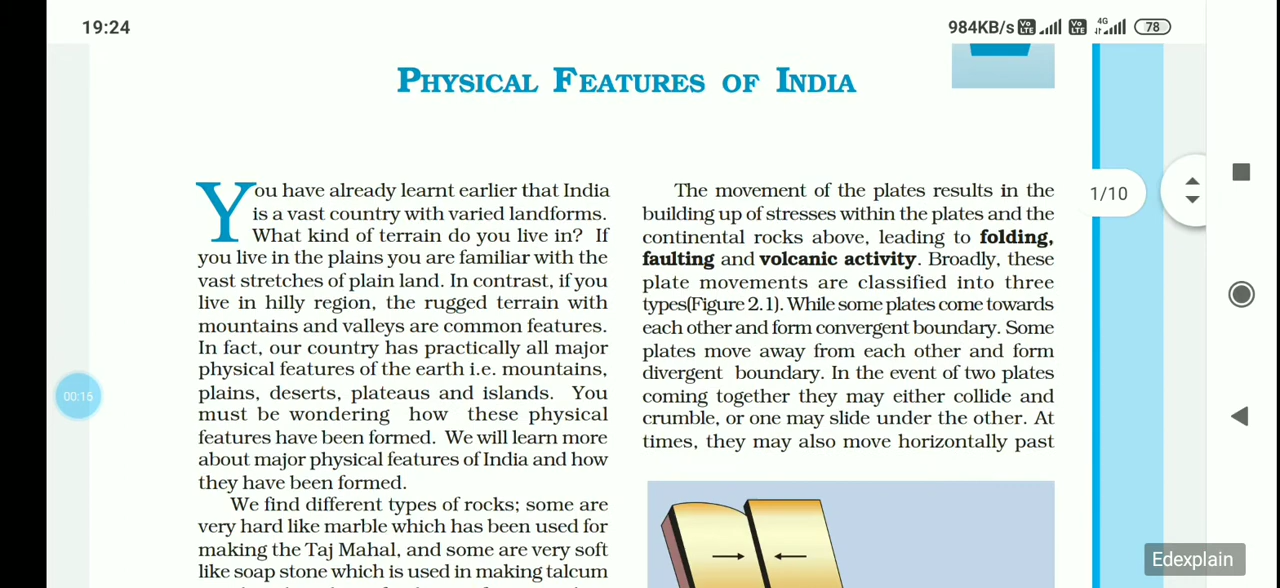 19:24
984KB/s Vo LTE Vo LTE 4G 78
PHYSICAL FEATURES OF INDIA
You have already learnt earlier that India
is a vast country with varied landforms.
What kind of terrain do you live in? If
you live in the plains you are familiar with the
vast stretches of plain land. In contrast, if you
live in hilly region, the rugged terrain with
mountains and valleys are common features.
In fact, our country has practically all major
physical features of the earth i.e. mountains,
plains, deserts, plateaus and islands. You
must be wondering how these physical
features have been formed. We will learn more
about major physical features of India and how
they have been formed.
We find different types of rocks; some are
very hard like marble which has been used for
making the Taj Mahal, and some are very soft
like soap stone which is used in making talcum
The movement of the plates results in the
building up of stresses within the plates and the
continental rocks above, leading to folding,
faulting and volcanic activity. Broadly, these
plate movements are classified into three
types(Figure 2.1). While some plates come towards
each other and form convergent boundary. Some
plates move away from each other and form
divergent boundary. In the event of two plates
coming together they may either collide and
crumble, or one may slide under the other. At
times, they may also move horizontally past
1/10
00:15
Edexplain